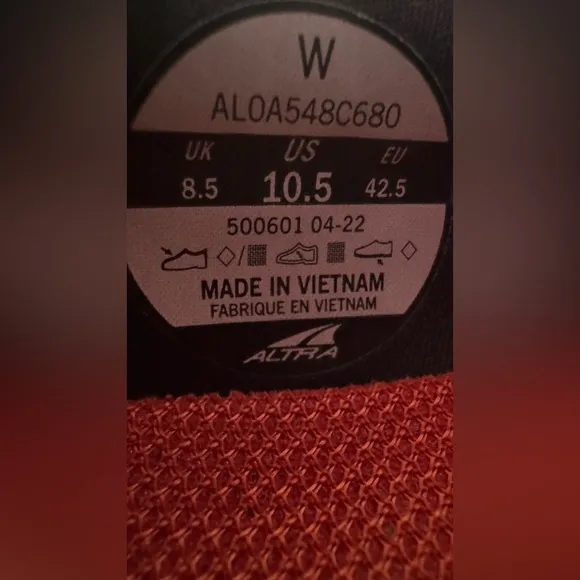 W
AL0A548C680
UK US EU
8.5 10.5 42.5
500601 04-22
MADE IN VIETNAM
FABRIQUE EN VIETNAM
ALTRA